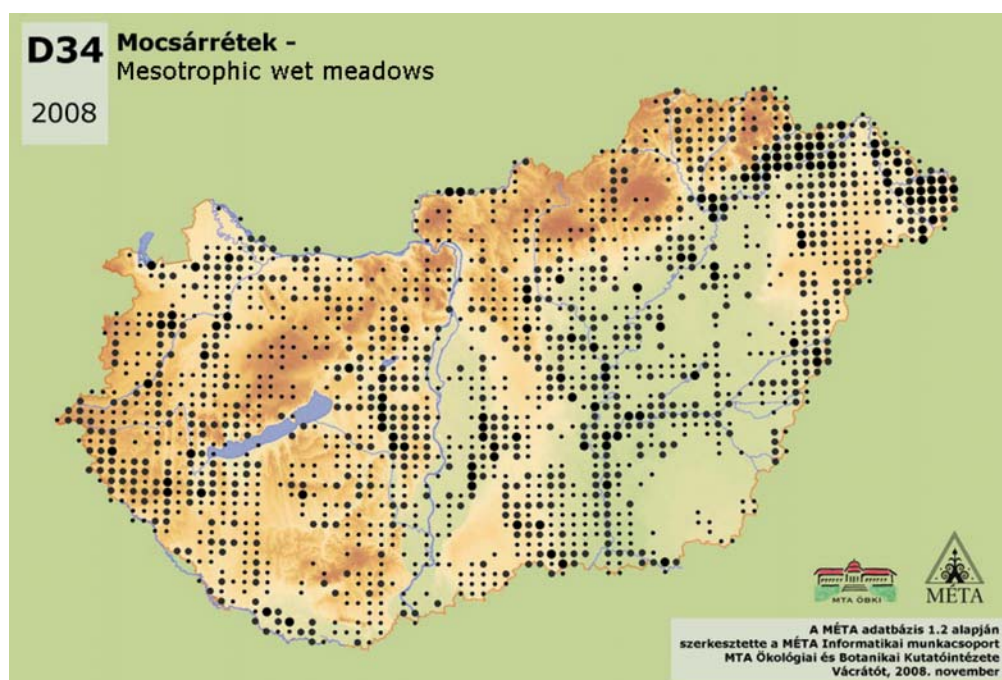 D34
2008
Mocsárrétek -
Mesotrophic wet meadows
MTA ÖBKI
MÉTA
A MÉTA adatbázis 1.2 alapján
szerkesztette a MÉTA Informatikai munkacsoport
MTA Ökológiai és Botanikai Kutatóintézete
Vácrátót, 2008. november